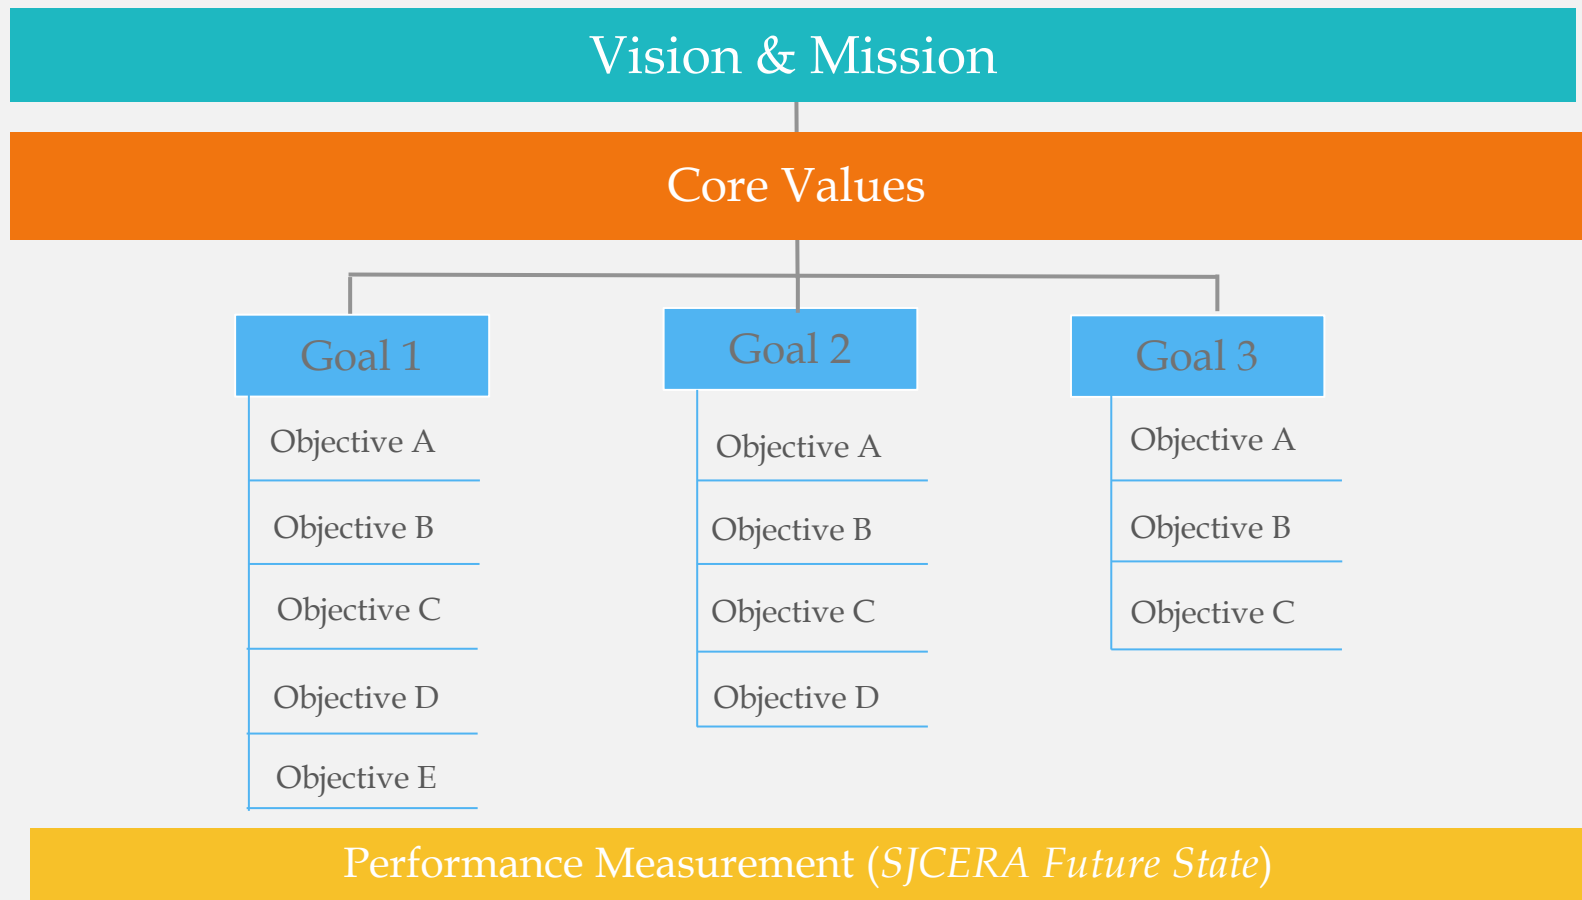 Vision & Mission
Core Values
Goal 1
Objective A
Objective B
Objective C
Objective D
Objective E
Goal 2
Objective A
Objective B
Objective C
Objective D
Goal 3
Objective A
Objective B
Objective C
Performance Measurement (SJCERA Future State)